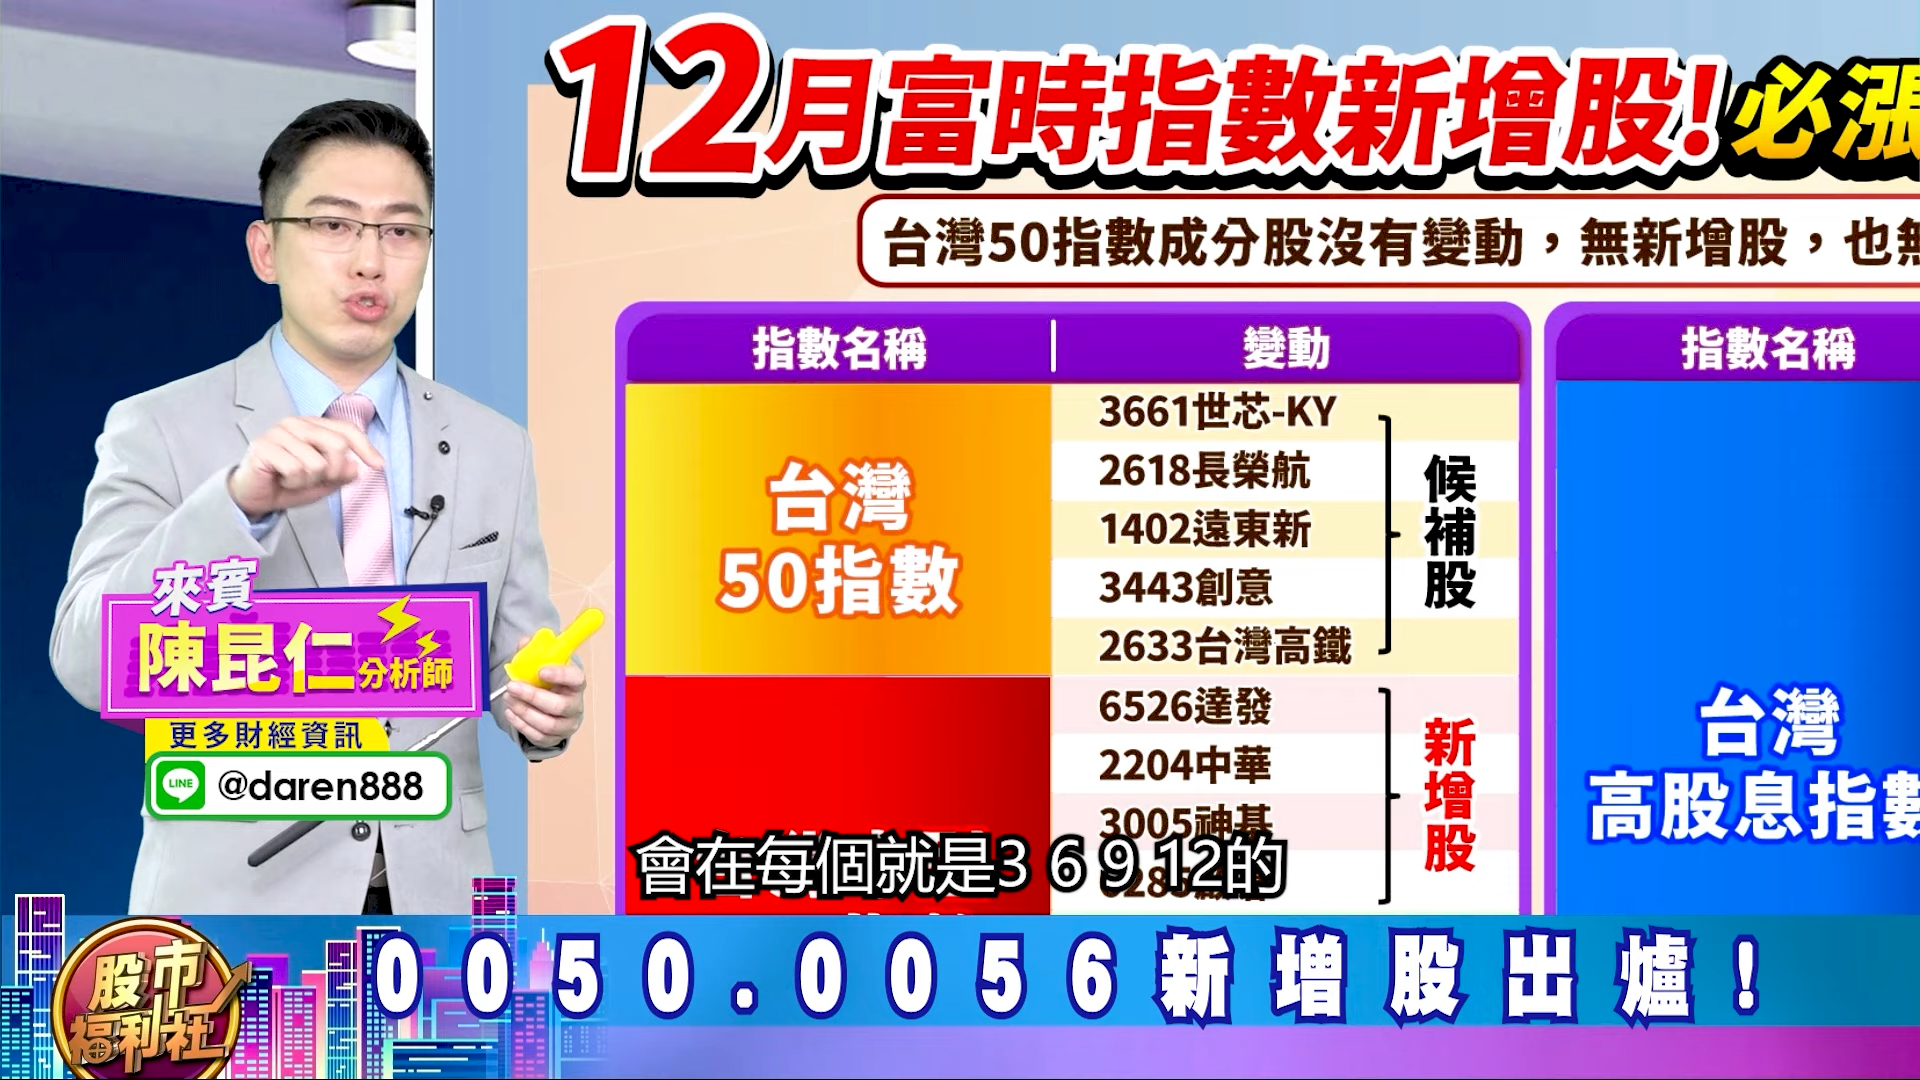 12月富時指數新增股!必漲
台灣50指數成分股沒有變動，無新增股，也無
指數名稱
變動
指數名稱
台灣
50指數
3661世芯-KY
2618長榮航
1402遠東新
3443創意
2633台灣高鐵
候補股
6526達發
2204中華
3005神基
新增股
台灣
高股息指數
來賓
陳昆仁分析師
更多財經資訊
LINE
@daren888
會在每個就是3 6 9 12的
股市
福利社
0050.0056新增股出爐!